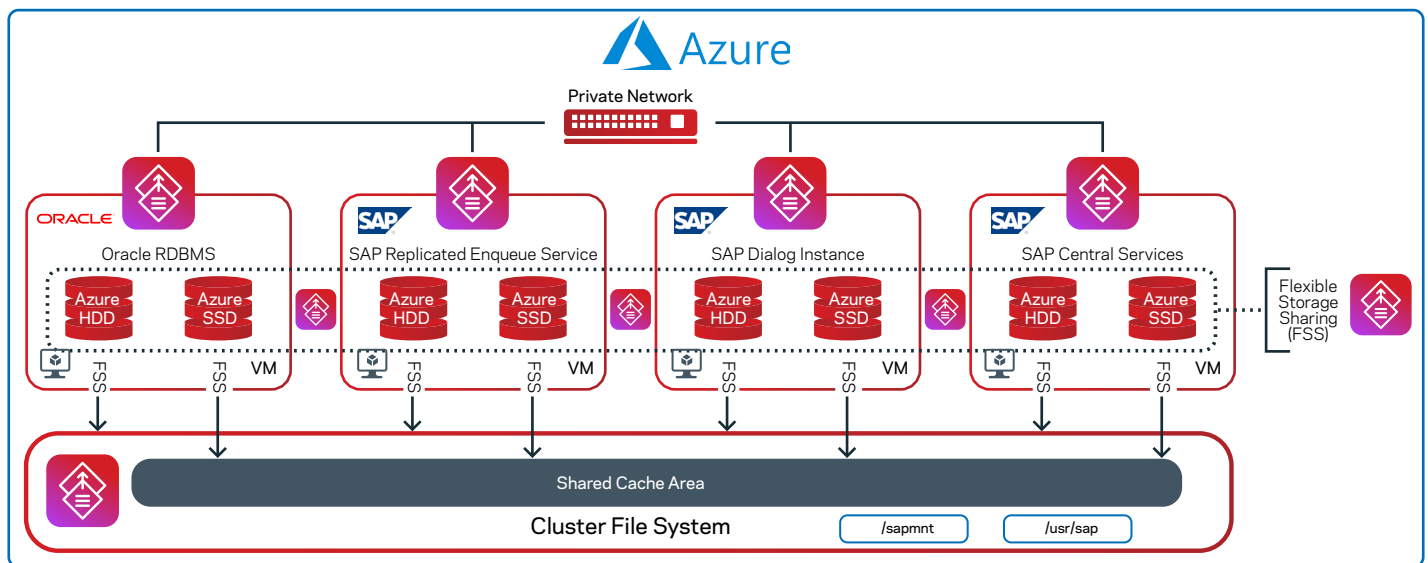 Azure
Private Network
ORACLE
SAP
SAP
SAP
Oracle RDBMS
SAP Replicated Enqueue Service
SAP Dialog Instance
SAP Central Services
Azure
HDD
Azure
SSD
Azure
HDD
Azure
SSD
Azure
HDD
Azure
SSD
Azure
HDD
Azure
SSD
Flexible
Storage
Sharing
(FSS)
FSS
FSS
VM
FSS
FSS
VM
FSS
FSS
VM
FSS
FSS
VM
Shared Cache Area
Cluster File System
/sapmnt
/usr/sap